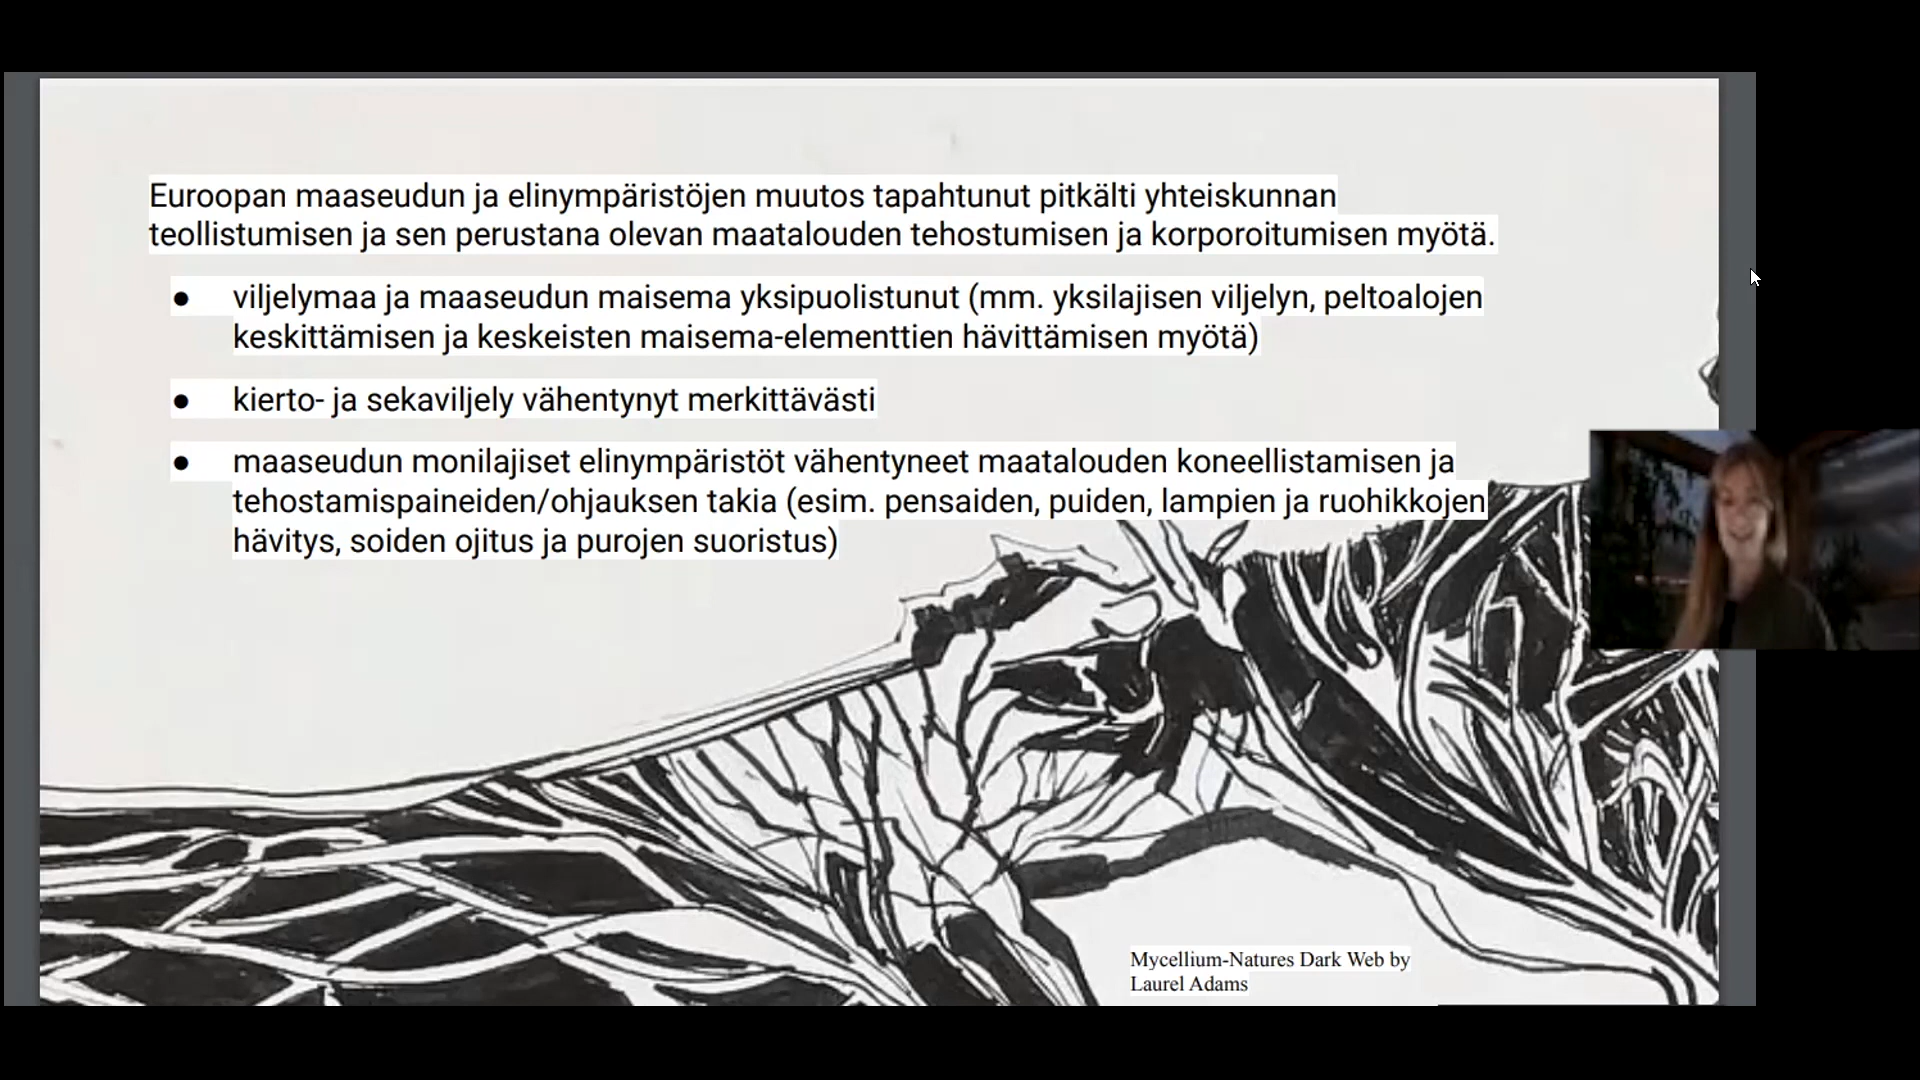 Euroopan maaseudun ja elinympäristöjen muutos tapahtunut pitkälti yhteiskunnan
teollistumisen ja sen perustana olevan maatalouden tehostumisen ja korporoitumisen myötä.
● viljelymaa ja maaseudun maisema yksipuolistunut (mm. yksilajisen viljelyn, peltoalojen
keskittämisen ja keskeisten maisema-elementtien hävittämisen myötä)
● kierto- ja sekaviljely vähentynyt merkittävästi
● maaseudun monilajiset elinympäristöt vähentyneet maatalouden koneellistamisen ja
tehostamispaineiden/ohjauksen takia (esim. pensaiden, puiden, lampien ja ruohikkojen
hävitys, soiden ojitus ja purojen suoristus)
Mycellium-Natures Dark Web by
Laurel Adams